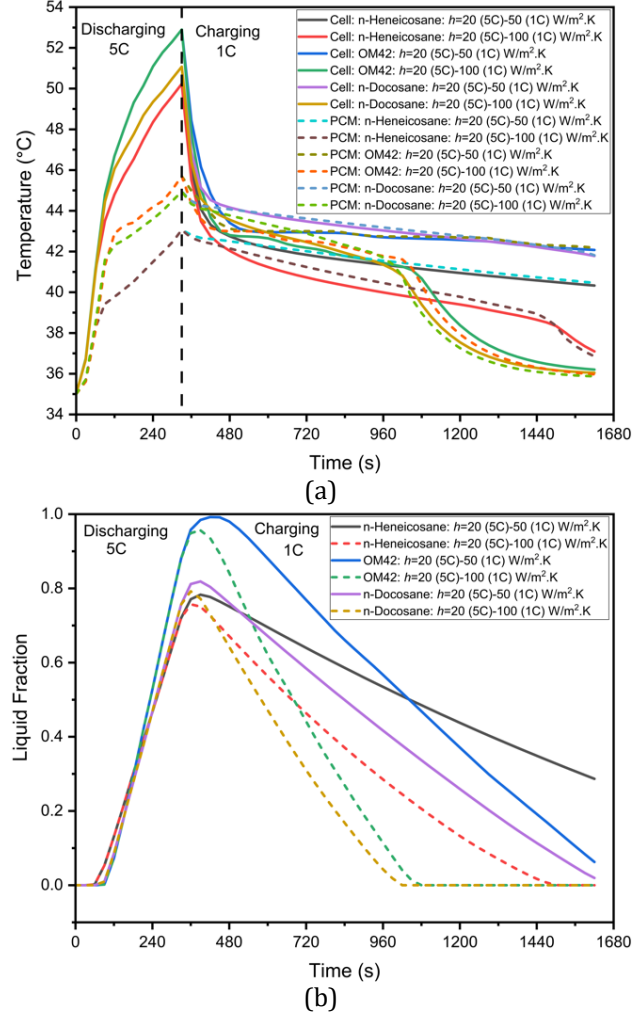 Discharging
5C
Charging
1C
Cell: n-Heneicosane: h=20 (5C)-50 (1C) W/m².K
Cell: n-Heneicosane: h=20 (5C)-100 (1C) W/m².K
Cell: OM42: h=20 (5C)-50 (1C) W/m².K
Cell: OM42: h=20 (5C)-100 (1C) W/m².K
Cell: n-Docosane: h=20 (5C)-50 (1C) W/m².K
Cell: n-Docosane: h=20 (5C)-100 (1C) W/m².K
PCM: n-Heneicosane: h=20 (5C)-50 (1C) W/m².K
PCM: n-Heneicosane: h=20 (5C)-100 (1C) W/m².K
PCM: OM42: h=20 (5C)-50 (1C) W/m².K
PCM: OM42: h=20 (5C)-100 (1C) W/m².K
PCM: n-Docosane: h=20 (5C)-50 (1C) W/m².K
PCM: n-Docosane: h=20 (5C)-100 (1C) W/m².K
Temperature (°C)
54
52
50
48
46
44
42
40
38
36
34
0 240 480 720 960 1200 1440 1680
Time (s)
(a)
Discharging
5C
Charging
1C
n-Heneicosane: h=20 (5C)-50 (1C) W/m².K
n-Heneicosane: h=20 (5C)-100 (1C) W/m².K
OM42: h=20 (5C)-50 (1C) W/m².K
OM42: h=20 (5C)-100 (1C) W/m².K
n-Docosane: h=20 (5C)-50 (1C) W/m².K
n-Docosane: h=20 (5C)-100 (1C) W/m².K
Liquid Fraction
1.0
0.8
0.6
0.4
0.2
0.0
0 240 480 720 960 1200 1440 1680
Time (s)
(b)